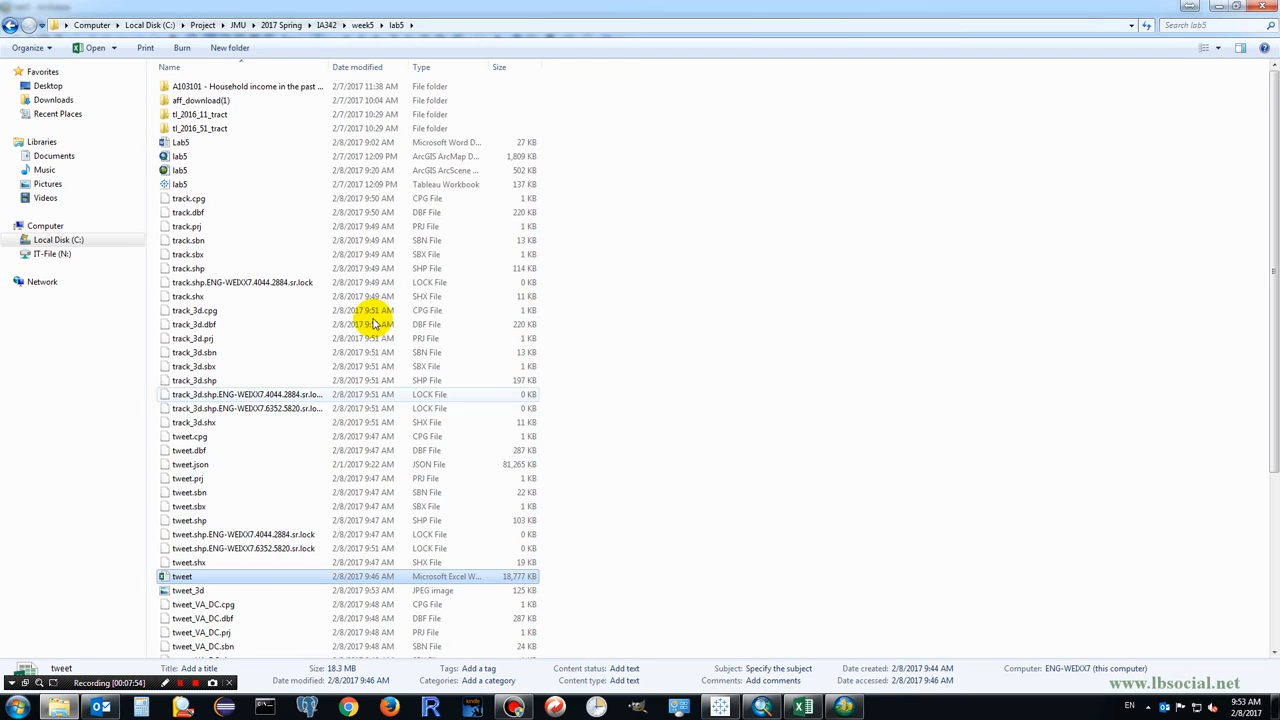 Computer ▸ Local Disk (C:) ▸ Project ▸ JMU ▸ 2017 Spring ▸ IA342 ▸ week5 ▸ lab5 ▸
Search lab5
Organize ▾ Open ▾ Print Burn New folder
Name Date modified Type Size
Favorites
Desktop
Downloads
Recent Places
Libraries
Documents
Music
Pictures
Videos
Computer
Local Disk (C:)
IT-File (N:)
Network
A103101 - Household income in the past ... 2/7/2017 11:38 AM File folder
aff_download(1) 2/7/2017 10:04 AM File folder
tl_2016_11_tract 2/7/2017 10:29 AM File folder
tl_2016_51_tract 2/7/2017 10:29 AM File folder
Lab5 2/8/2017 9:02 AM Microsoft Word D... 27 KB
lab5 2/7/2017 12:09 PM ArcGIS ArcMap D... 1,809 KB
lab5 2/8/2017 9:20 AM ArcGIS ArcScene ... 502 KB
lab5 2/7/2017 12:09 PM Tableau Workbook 137 KB
track.cpg 2/8/2017 9:50 AM CPG File 1 KB
track.dbf 2/8/2017 9:50 AM DBF File 220 KB
track.prj 2/8/2017 9:49 AM PRJ File 1 KB
track.sbn 2/8/2017 9:49 AM SBN File 13 KB
track.sbx 2/8/2017 9:49 AM SBX File 1 KB
track.shp 2/8/2017 9:49 AM SHP File 114 KB
track.shp.ENG-WEIXX7.4044.2884.sr.lock 2/8/2017 9:49 AM LOCK File 0 KB
track.shx 2/8/2017 9:49 AM SHX File 11 KB
track_3d.cpg 2/8/2017 9:51 AM CPG File 1 KB
track_3d.dbf 2/8/2017 AM DBF File 220 KB
track_3d.prj 2/8/2017 9:51 AM PRJ File 1 KB
track_3d.sbn 2/8/2017 9:51 AM SBN File 13 KB
track_3d.sbx 2/8/2017 9:51 AM SBX File 1 KB
track_3d.shp 2/8/2017 9:51 AM SHP File 197 KB
track_3d.shp.ENG-WEIXX7.4044.2884.sr.lo... 2/8/2017 9:51 AM LOCK File 0 KB
track_3d.shp.ENG-WEIXX7.6352.5820.sr.lo... 2/8/2017 9:51 AM LOCK File 0 KB
track_3d.shx 2/8/2017 9:51 AM SHX File 11 KB
tweet.cpg 2/8/2017 9:47 AM CPG File 1 KB
tweet.dbf 2/8/2017 9:47 AM DBF File 287 KB
tweet.json 2/1/2017 9:22 AM JSON File 81,265 KB
tweet.prj 2/8/2017 9:47 AM PRJ File 1 KB
tweet.sbn 2/8/2017 9:47 AM SBN File 22 KB
tweet.sbx 2/8/2017 9:47 AM SBX File 1 KB
tweet.shp 2/8/2017 9:47 AM SHP File 103 KB
tweet.shp.ENG-WEIXX7.4044.2884.sr.lock 2/8/2017 9:47 AM LOCK File 0 KB
tweet.shp.ENG-WEIXX7.6352.5820.sr.lock 2/8/2017 9:51 AM LOCK File 0 KB
tweet.shx 2/8/2017 9:47 AM SHX File 19 KB
tweet 2/8/2017 9:46 AM Microsoft Excel W... 18,777 KB
tweet_3d 2/8/2017 9:53 AM JPEG image 125 KB
tweet_VA_DC.cpg 2/8/2017 9:48 AM CPG File 1 KB
tweet_VA_DC.dbf 2/8/2017 9:48 AM DBF File 287 KB
tweet_VA_DC.prj 2/8/2017 9:48 AM PRJ File 1 KB
tweet_VA_DC.sbn 2/8/2017 9:48 AM SBN File 24 KB
tweet Title: Add a title Size: 18.3 MB Tags: Add a tag Content status: Add text Subject: Specify the subject Date created: 2/8/2017 9:44 AM Computer: ENG-WEIXX7 (this computer)
Date modified: 2/8/2017 9:46 AM Categories: Add a category Content type: Add text Comments: Add comments Date accessed: 2/8/2017 9:46 AM
Recording [00:07:54]
www.lbsocial.net
EN
9:53 AM
2/8/2017